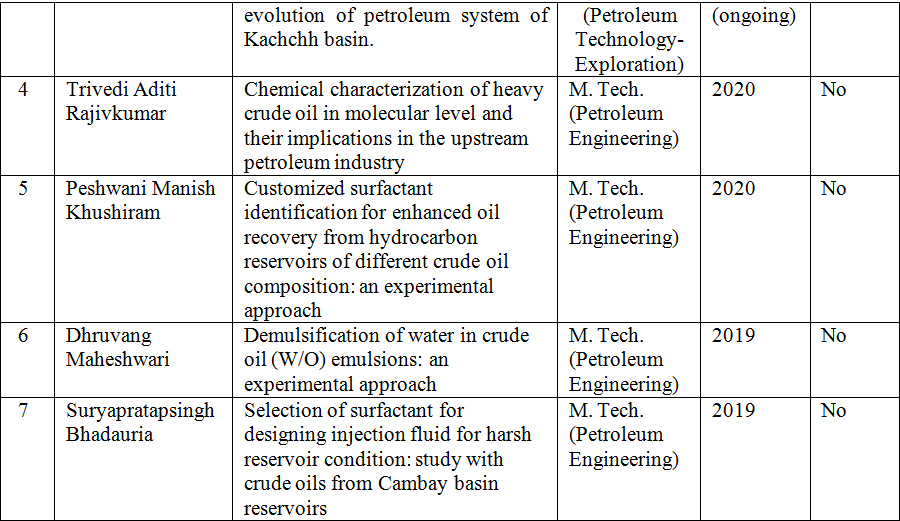 evolution of petroleum system of
Kachchh basin.
(Petroleum
Technology-
Exploration)
(ongoing)
4
Trivedi Aditi
Rajivkumar
Chemical characterization of heavy
crude oil in molecular level and
their implications in the upstream
petroleum industry
M. Tech.
(Petroleum
Engineering)
2020
No
5
Peshwani Manish
Khushiram
Customized surfactant
identification for enhanced oil
recovery from hydrocarbon
reservoirs of different crude oil
composition: an experimental
approach
M. Tech.
(Petroleum
Engineering)
2020
No
6
Dhruvang
Maheshwari
Demulsification of water in crude
oil (W/O) emulsions: an
experimental approach
M. Tech.
(Petroleum
Engineering)
2019
No
7
Suryapratapsingh
Bhadauria
Selection of surfactant for
designing injection fluid for harsh
reservoir condition: study with
crude oils from Cambay basin
reservoirs
M. Tech.
(Petroleum
Engineering)
2019
No